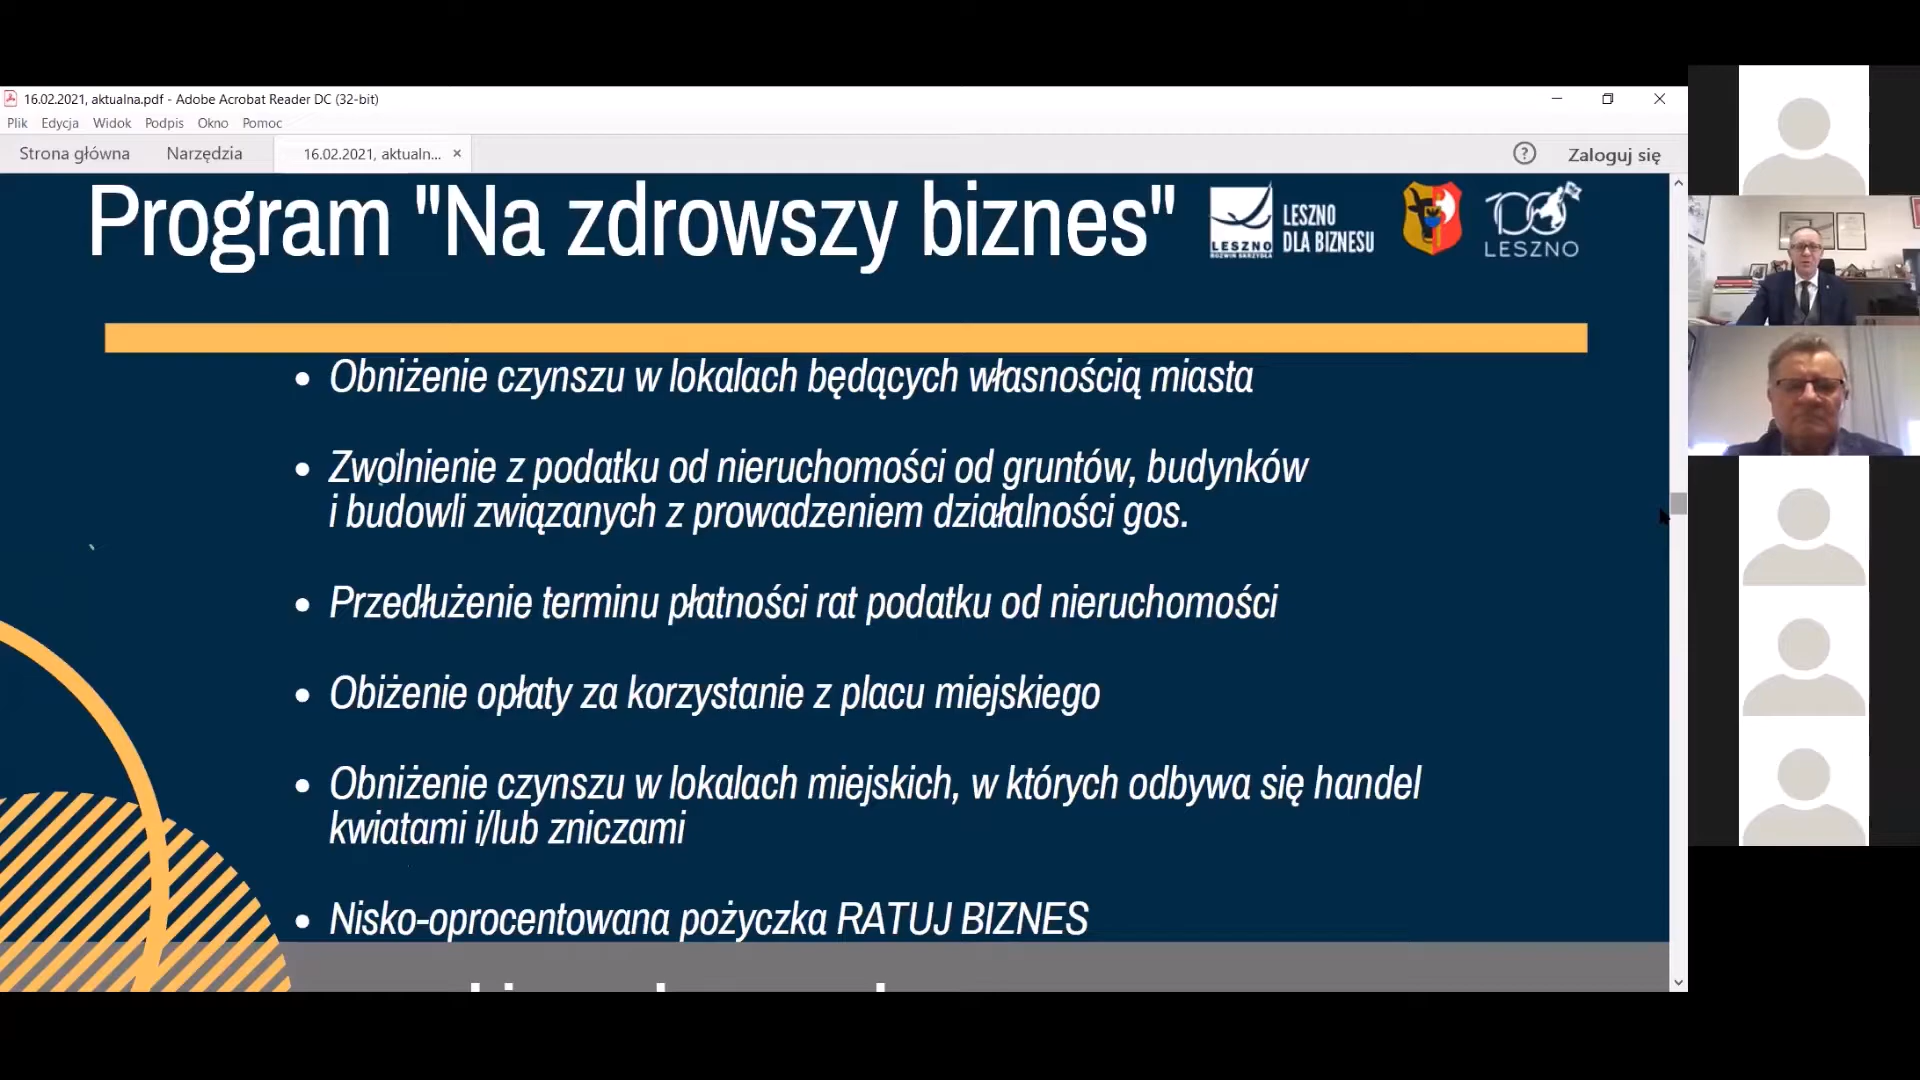 16.02.2021, aktualna.pdf - Adobe Acrobat Reader DC (32-bit)
Plik Edycja Widok Podpis Okno Pomoc
Strona główna Narzędzia 16.02.2021, aktualn... × ? Zaloguj się
Program "Na zdrowszy biznes"
LESZNO
ROZWIŃ SKRZYDŁA
LESZNO
DLA BIZNESU
100
LESZNO
• Obniżenie czynszu w lokalach będących własnością miasta
• Zwolnienie z podatku od nieruchomości od gruntów, budynków
i budowli związanych z prowadzeniem działalności gos.
• Przedłużenie terminu płatności rat podatku od nieruchomości
• Obiżenie opłaty za korzystanie z placu miejskiego
• Obniżenie czynszu w lokalach miejskich, w których odbywa się handel
kwiatami i/lub zniczami
• Nisko-oprocentowana pożyczka RATUJ BIZNES